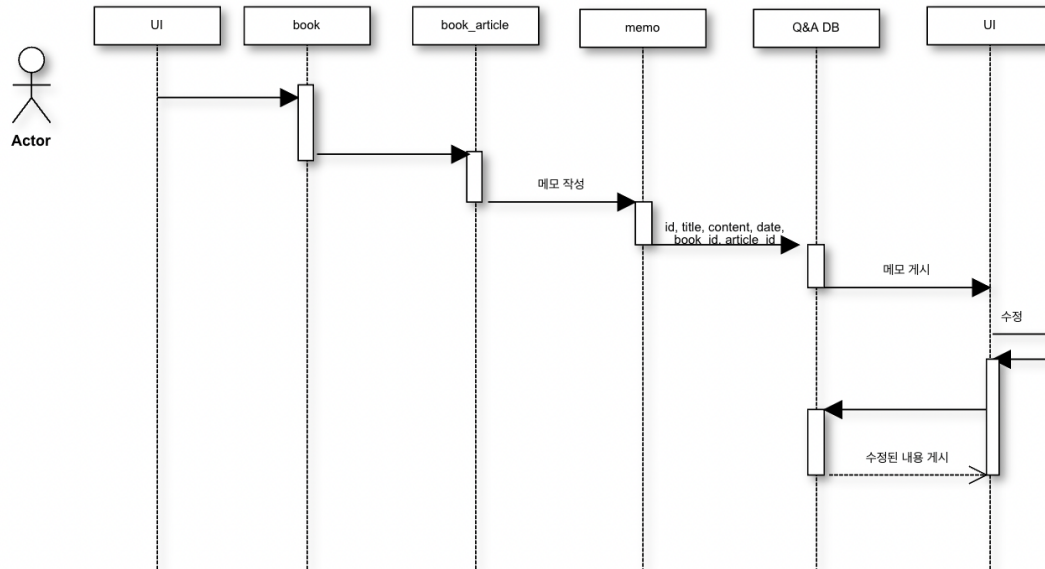 UI
book
book_article
memo
Q&A DB
UI
Actor
메모 작성
id, title, content, date,
book_id, article_id
메모 게시
수정
수정된 내용 게시